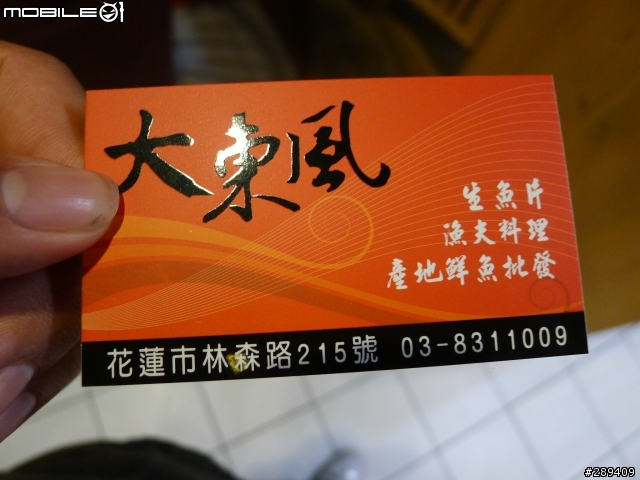 MOBILE01
大東風
生魚片
漁夫料理
產地鮮魚批發
花蓮市林森路215號 03-8311009
#289409